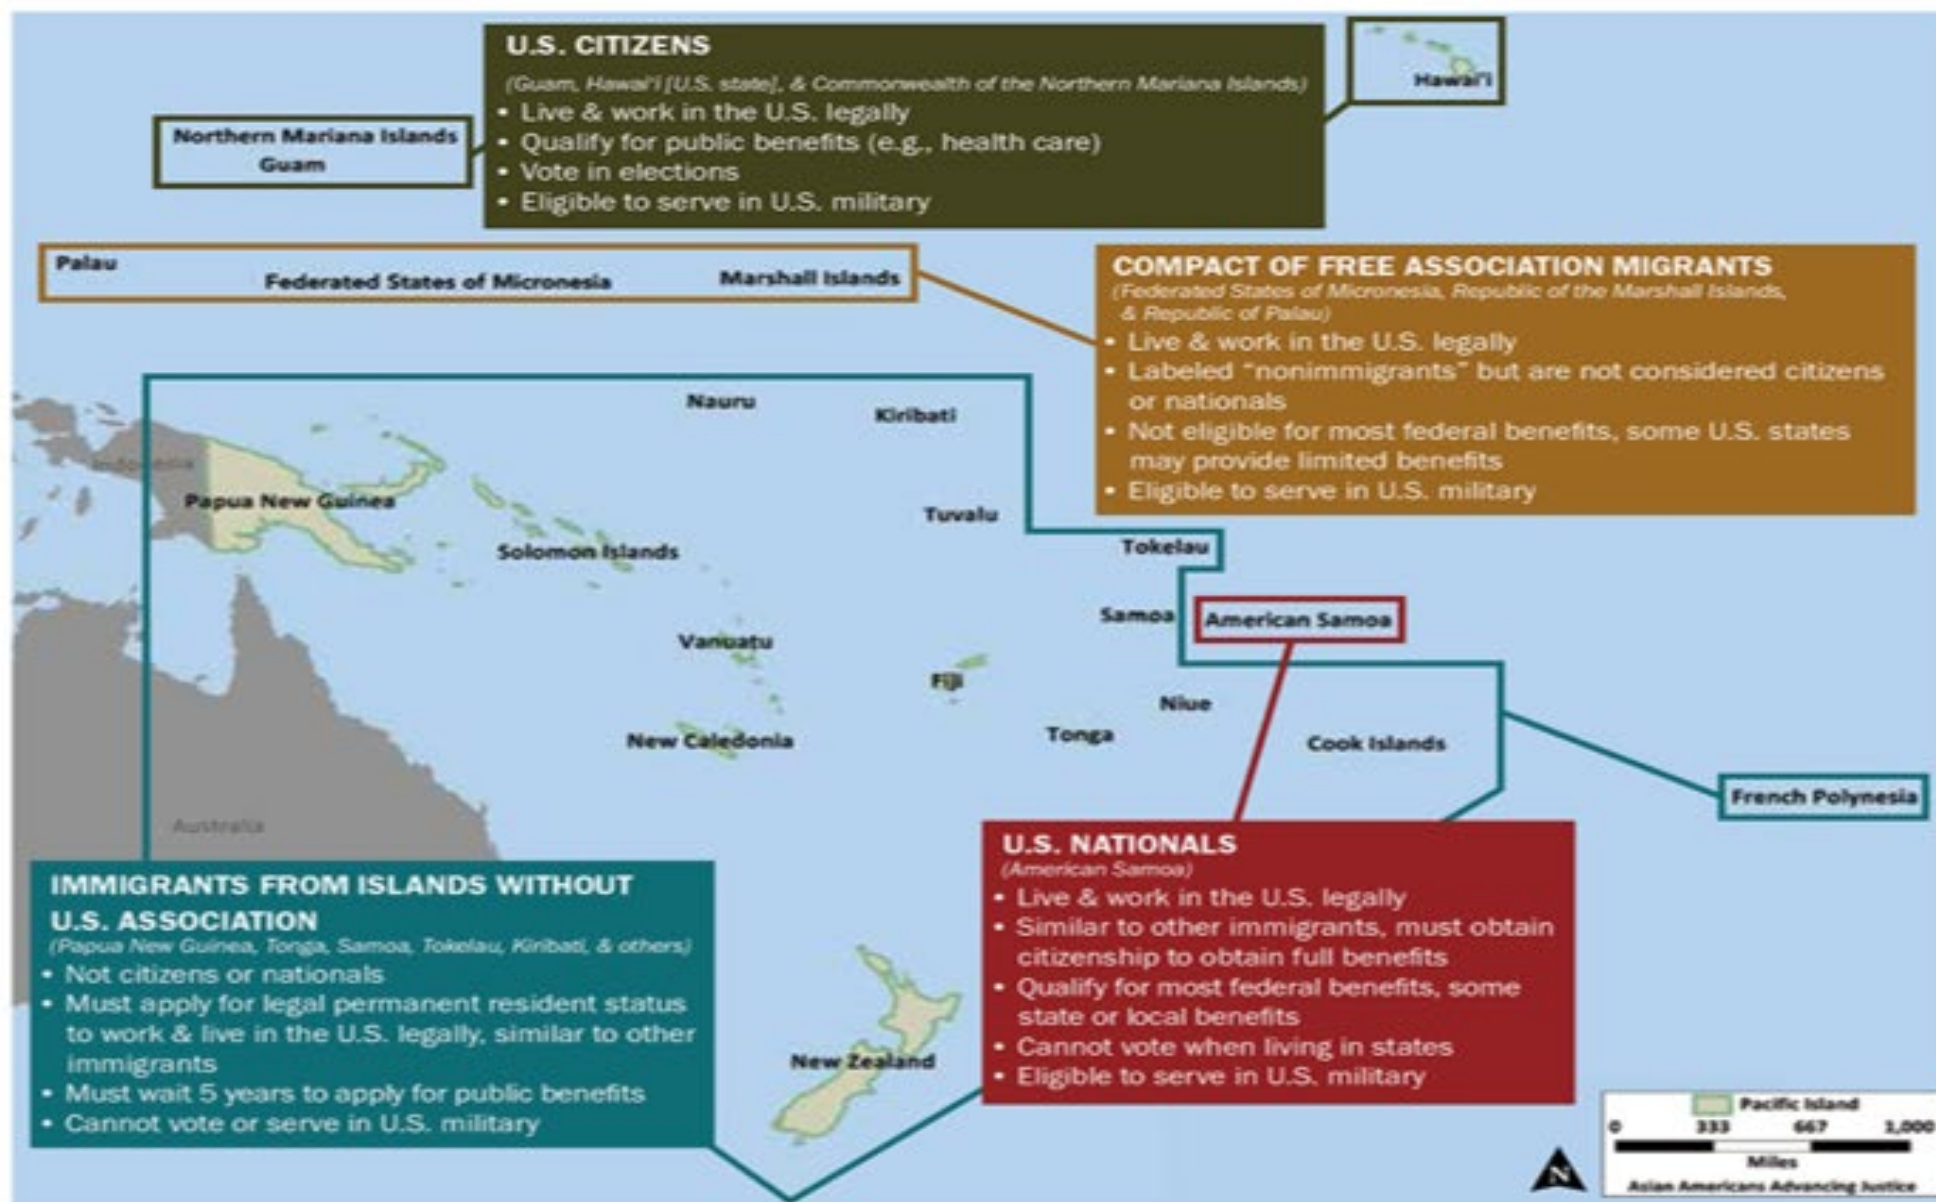 U.S. CITIZENS
(Guam, Hawai'i [U.S. state], & Commonwealth of the Northern Mariana Islands)
• Live & work in the U.S. legally
• Qualify for public benefits (e.g., health care)
• Vote in elections
• Eligible to serve in U.S. military
Hawai'i
Northern Mariana Islands
Guam
Palau
Federated States of Micronesia
Marshall Islands
COMPACT OF FREE ASSOCIATION MIGRANTS
(Federated States of Micronesia, Republic of the Marshall Islands,
& Republic of Palau)
• Live & work in the U.S. legally
• Labeled “nonimmigrants” but are not considered citizens
or nationals
• Not eligible for most federal benefits, some U.S. states
may provide limited benefits
• Eligible to serve in U.S. military
Nauru
Kiribati
Indonesia
Papua New Guinea
Tuvalu
Solomon Islands
Tokelau
Samoa
American Samoa
Vanuatu
Fiji
Niue
New Caledonia
Tonga
Cook Islands
French Polynesia
Australia
IMMIGRANTS FROM ISLANDS WITHOUT
U.S. ASSOCIATION
(Papua New Guinea, Tonga, Samoa, Tokelau, Kiribati, & others)
• Not citizens or nationals
• Must apply for legal permanent resident status
to work & live in the U.S. legally, similar to other
immigrants
• Must wait 5 years to apply for public benefits
• Cannot vote or serve in U.S. military
U.S. NATIONALS
(American Samoa)
• Live & work in the U.S. legally
• Similar to other immigrants, must obtain
citizenship to obtain full benefits
• Qualify for most federal benefits, some
state or local benefits
• Cannot vote when living in states
• Eligible to serve in U.S. military
New Zealand
N
Pacific Island
0 333 667 1,000
Miles
Asian Americans Advancing Justice